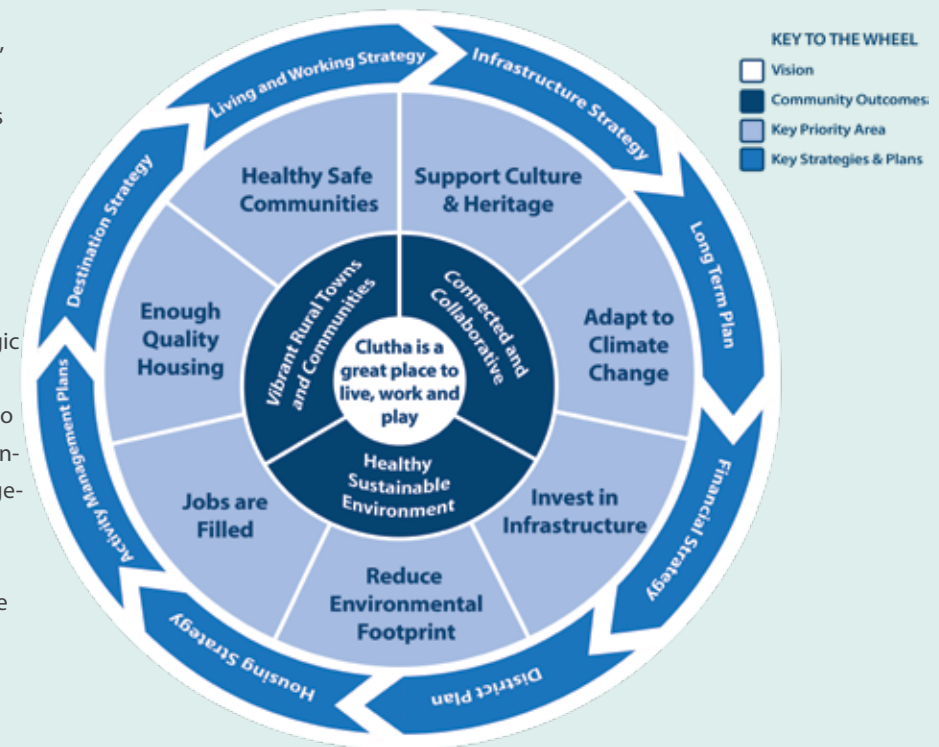 ,
s
gic
o
n-
ge-
e
KEY TO THE WHEEL
Vision
Community Outcomes
Key Priority Area
Key Strategies & Plans
Living and Working Strategy
Infrastructure Strategy
Long Term Plan
Financial Strategy
District Plan
Housing Strategy
Activity Management Plans
Destination Strategy
Healthy Safe
Communities
Support Culture
& Heritage
Adapt to
Climate
Change
Invest in
Infrastructure
Reduce
Environmental
Footprint
Jobs are
Filled
Enough
Quality
Housing
Vibrant Rural Towns
and Communities
Connected and
Collaborative
Healthy
Sustainable
Environment
Clutha is a
great place to
live, work and
play